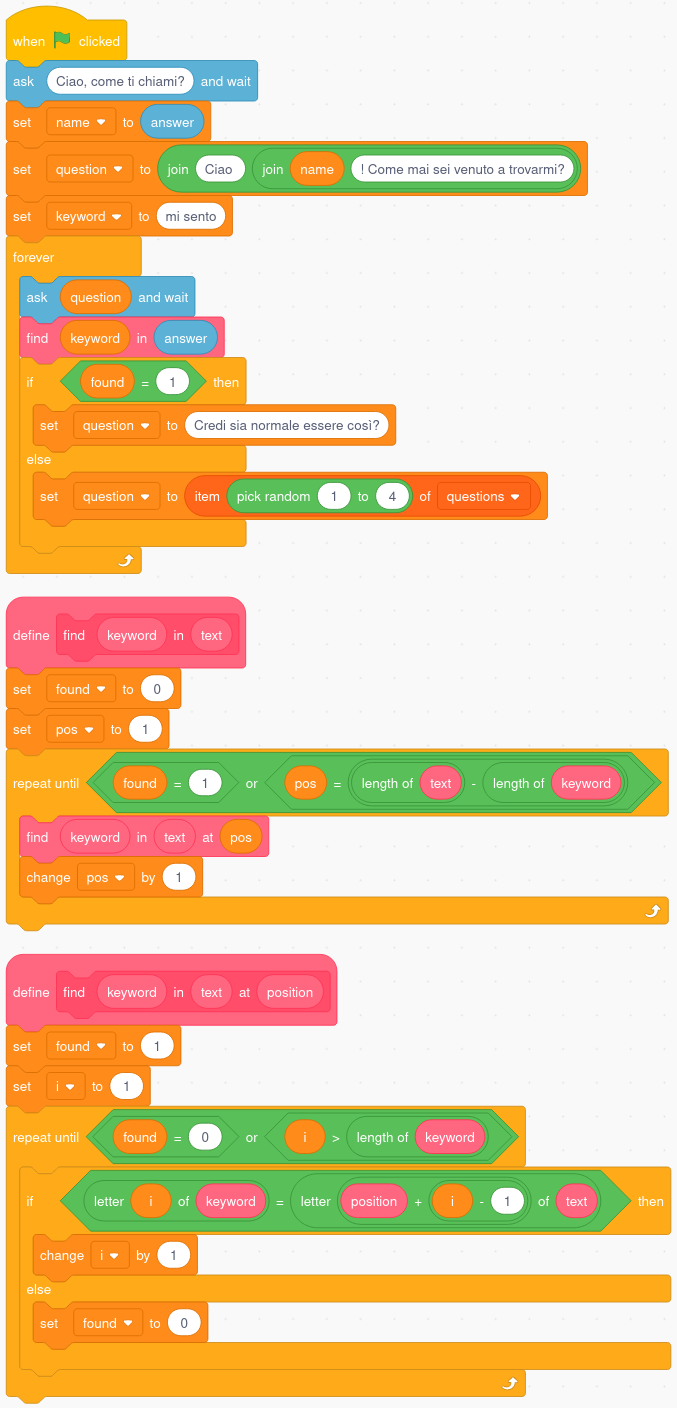 when clicked
ask Ciao, come ti chiami? and wait
set name to answer
set question to join Ciao join name ! Come mai sei venuto a trovarmi?
set keyword to mi sento
forever
ask question and wait
find keyword in answer
if found = 1 then
set question to Credi sia normale essere così?
else
set question to item pick random 1 to 4 of questions
define find keyword in text
set found to 0
set pos to 1
repeat until found = 1 or pos = length of text - length of keyword
find keyword in text at pos
change pos by 1
define find keyword in text at position
set found to 1
set i to 1
repeat until found = 0 or i > length of keyword
if letter i of keyword = letter position + i - 1 of text then
change i by 1
else
set found to 0